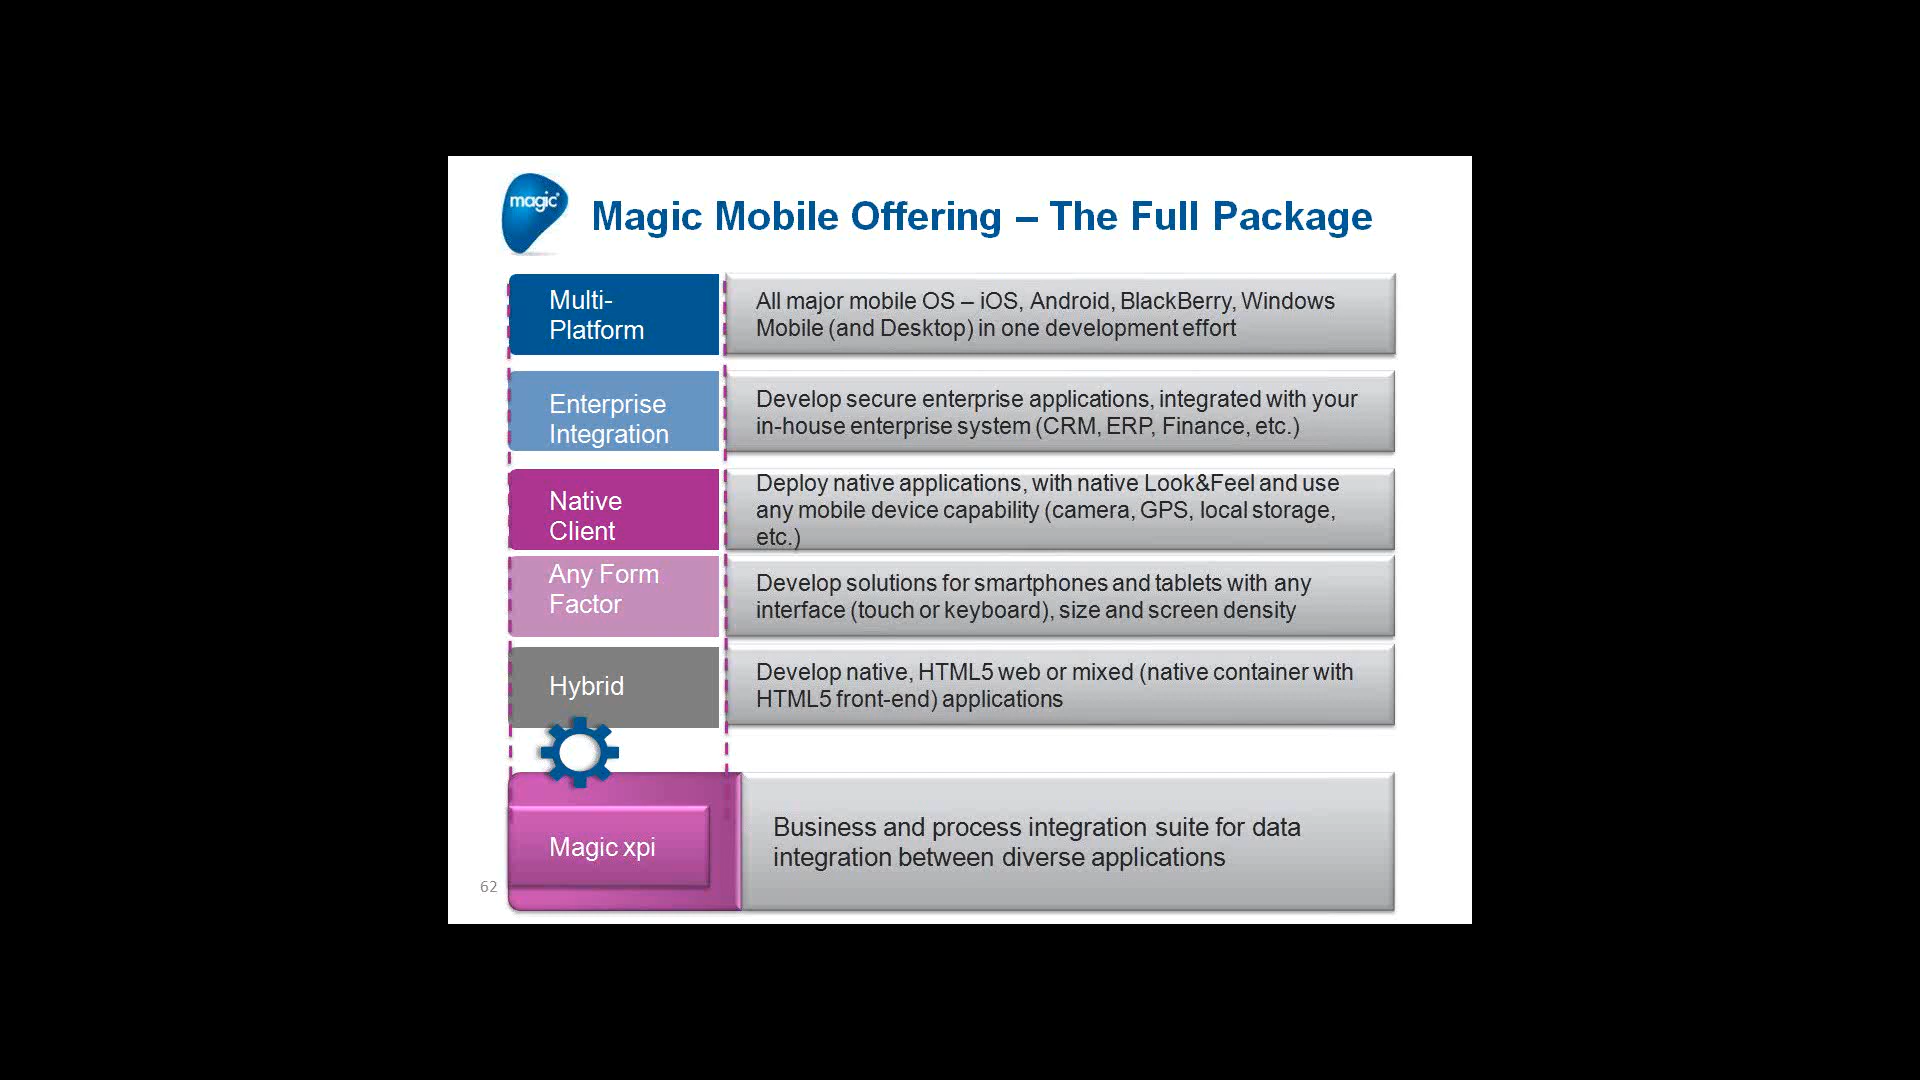 magic
Magic Mobile Offering – The Full Package
Multi-
Platform
All major mobile OS – iOS, Android, BlackBerry, Windows
Mobile (and Desktop) in one development effort
Enterprise
Integration
Develop secure enterprise applications, integrated with your
in-house enterprise system (CRM, ERP, Finance, etc.)
Native
Client
Deploy native applications, with native Look&Feel and use
any mobile device capability (camera, GPS, local storage,
etc.)
Any Form
Factor
Develop solutions for smartphones and tablets with any
interface (touch or keyboard), size and screen density
Hybrid
Develop native, HTML5 web or mixed (native container with
HTML5 front-end) applications
Magic xpi
Business and process integration suite for data
integration between diverse applications
62